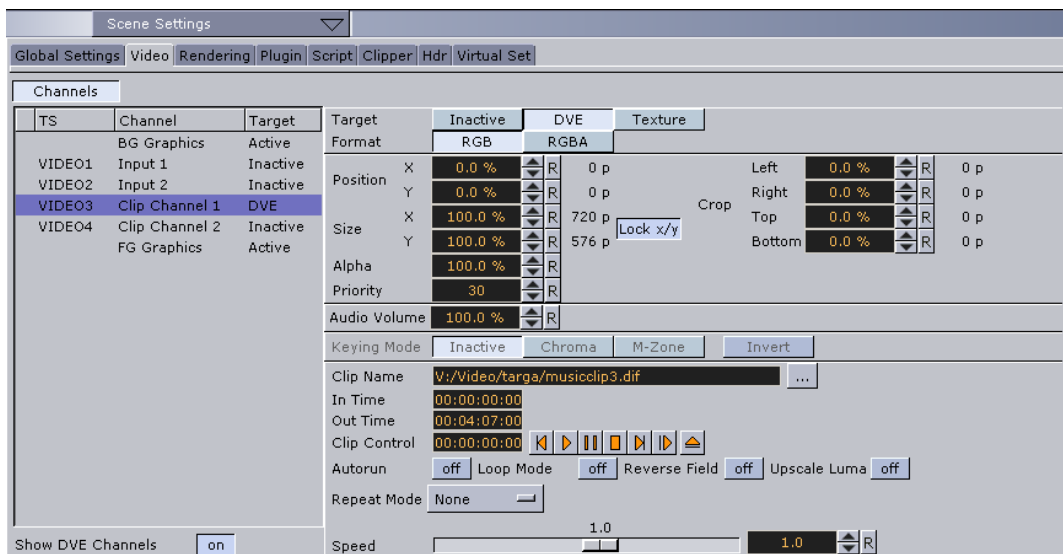 Scene Settings
Global Settings Video Rendering Plugin Script Clipper Hdr Virtual Set
Channels
TS Channel Target
BG Graphics Active
VIDEO1 Input 1 Inactive
VIDEO2 Input 2 Inactive
VIDEO3 Clip Channel 1 DVE
VIDEO4 Clip Channel 2 Inactive
FG Graphics Active
Show DVE Channels on
Target Inactive DVE Texture
Format RGB RGBA
Position X 0.0 % R 0 p
Y 0.0 % R 0 p
Size X 100.0 % R 720 p
Y 100.0 % R 576 p
Lock x/y
Crop
Left 0.0 % R 0 p
Right 0.0 % R 0 p
Top 0.0 % R 0 p
Bottom 0.0 % R 0 p
Alpha 100.0 % R
Priority 30 R
Audio Volume 100.0 % R
Keying Mode Inactive Chroma M-Zone Invert
Clip Name V:/Video/targa/musicclip3.dif ...
In Time 00:00:00:00
Out Time 00:04:07:00
Clip Control 00:00:00:00
Autorun off Loop Mode off Reverse Field off Upscale Luma off
Repeat Mode None
1.0
Speed 1.0 R